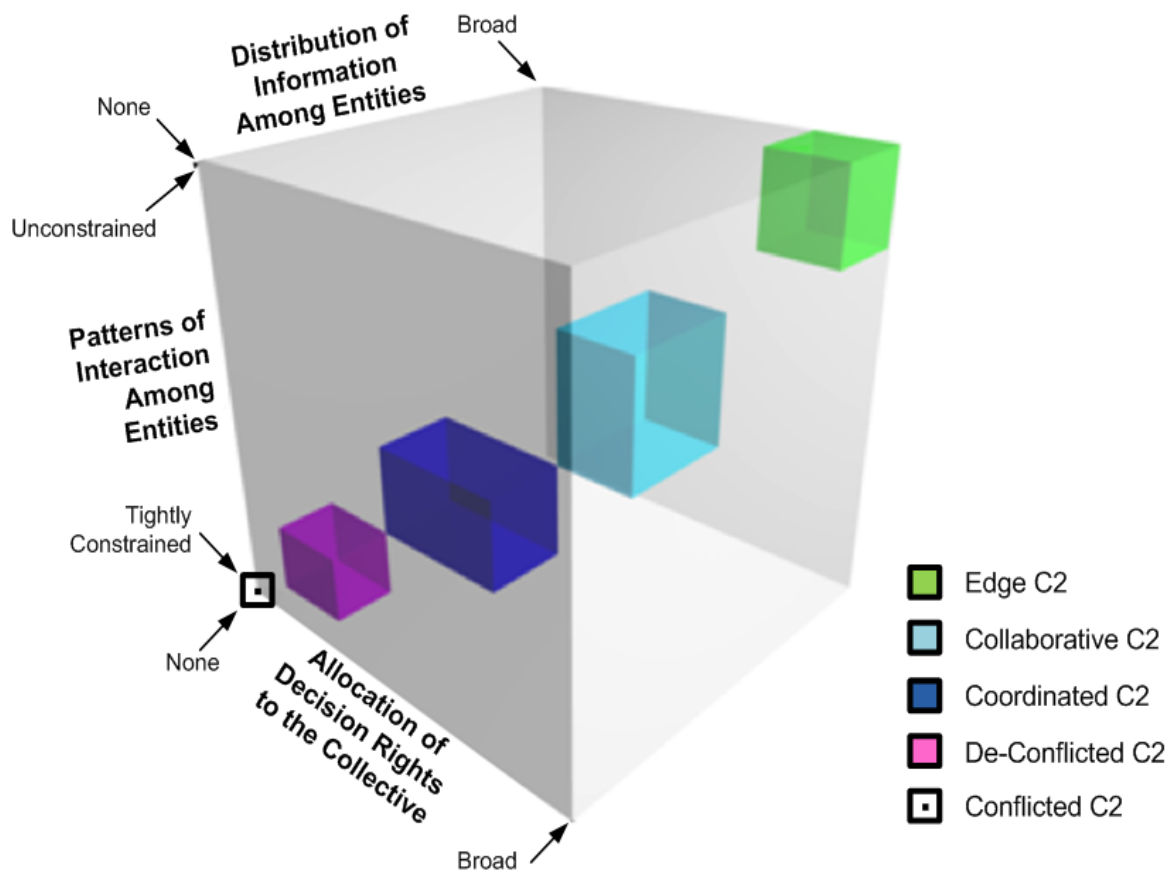 Broad
Distribution of
Information
Among Entities
None
Unconstrained
Patterns of
Interaction
Among
Entities
Tightly
Constrained
None
Allocation of
Decision Rights
to the Collective
Broad
Edge C2
Collaborative C2
Coordinated C2
De-Conflicted C2
Conflicted C2